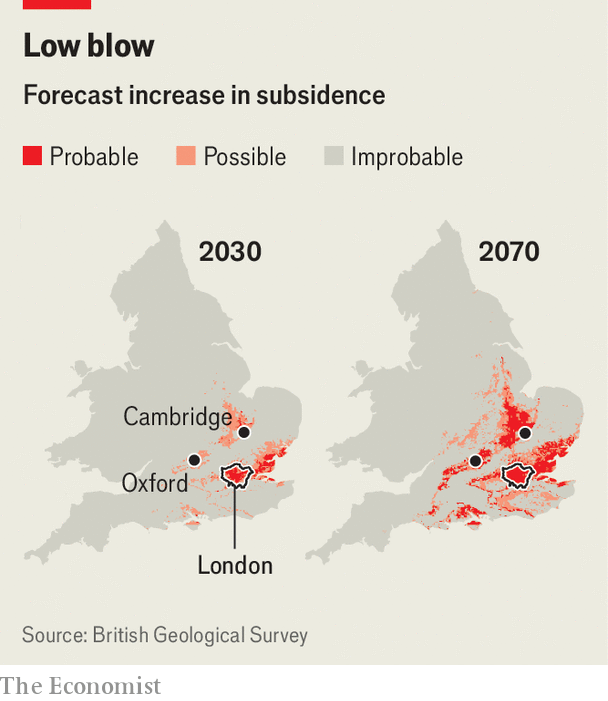 Low blow
Forecast increase in subsidence
Probable Possible Improbable
2030 2070
Cambridge
Oxford
London
Source: British Geological Survey
The Economist